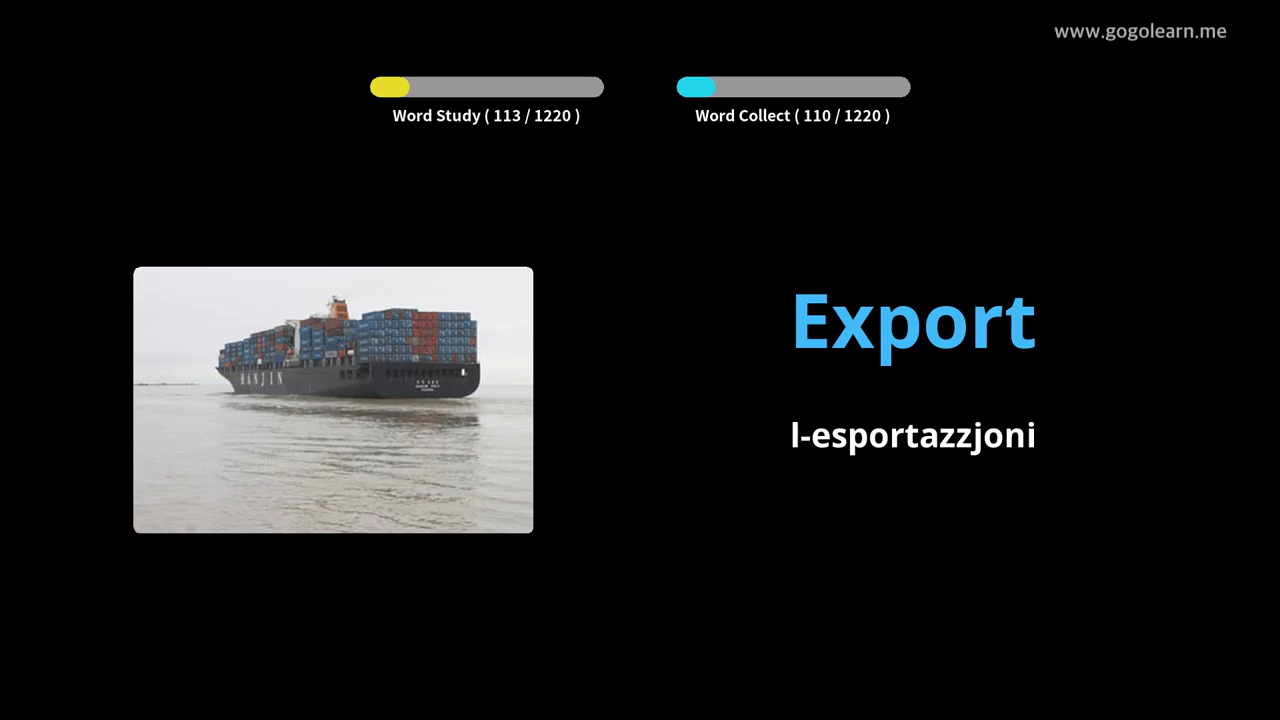 www.gogolearn.me
Word Study ( 113 / 1220 )
Word Collect ( 110 / 1220 )
HANJIN
Export
l-esportazzjoni